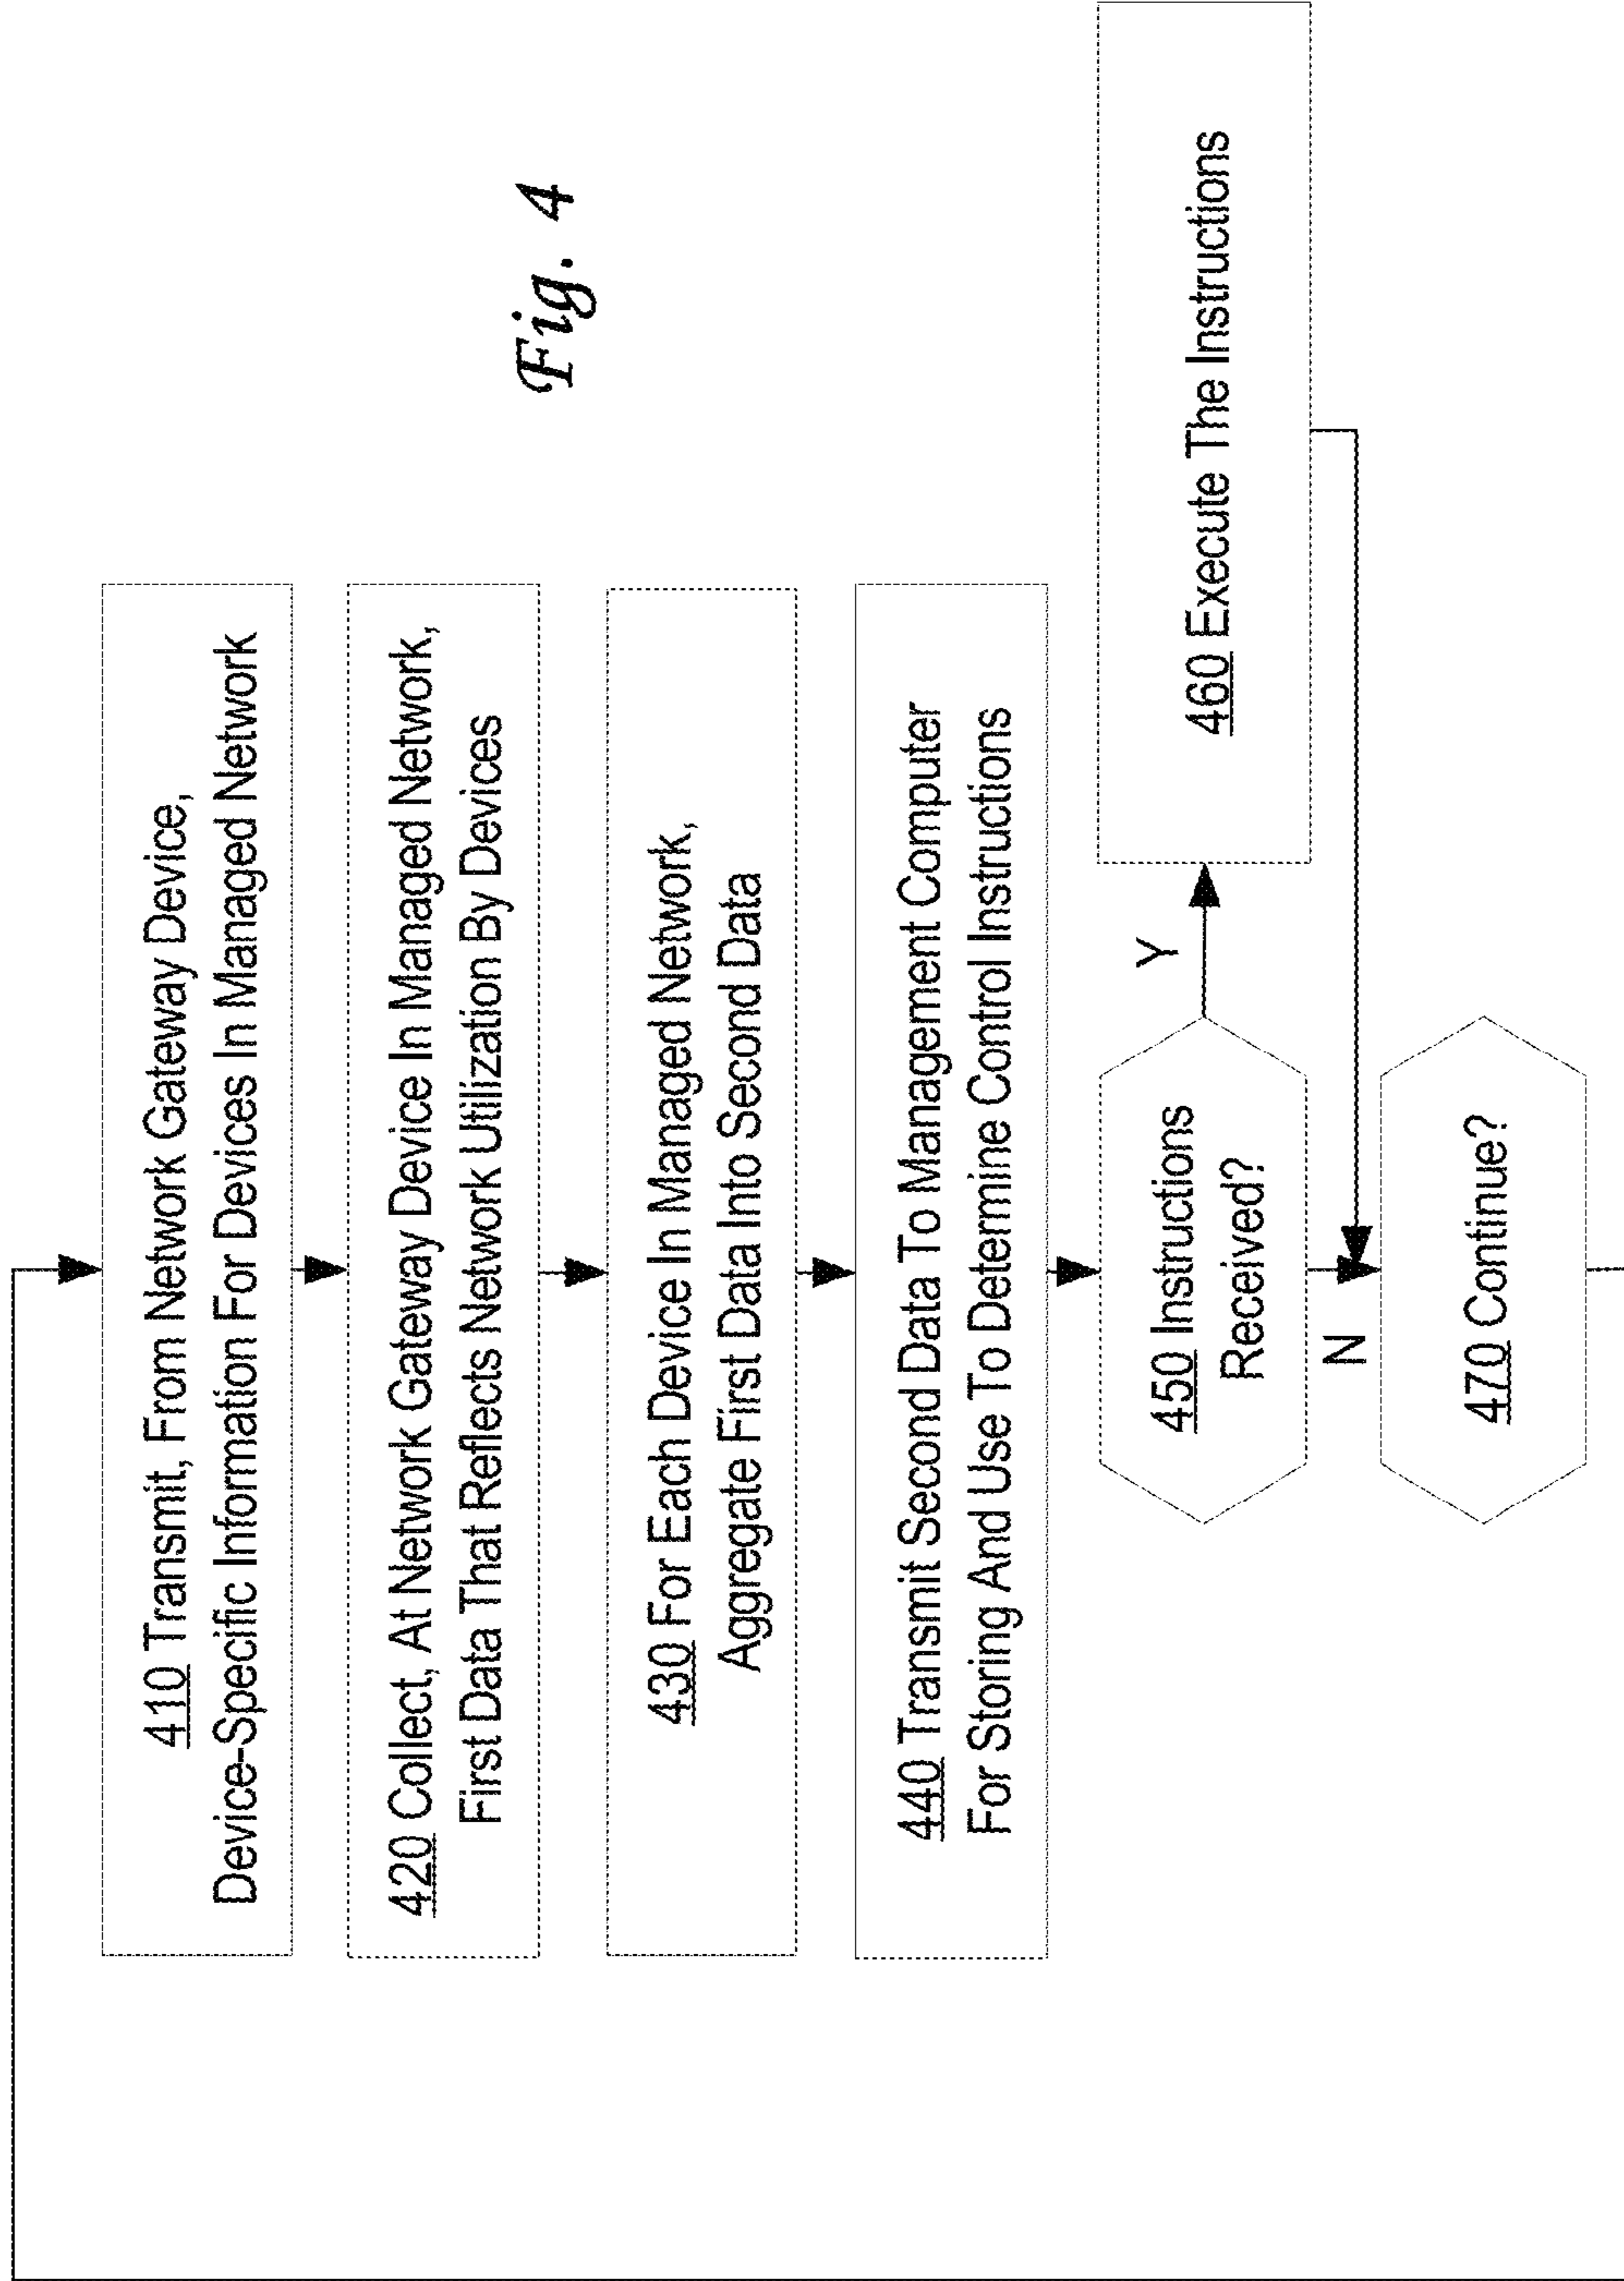 410 Transmit, From Network Gateway Device,
Device-Specific Information For Devices In Managed Network
420 Collect, At Network Gateway Device In Managed Network,
First Data That Reflects Network Utilization By Devices
430 For Each Device In Managed Network,
Aggregate First Data Into Second Data
440 Transmit Second Data To Management Computer
For Storing And Use To Determine Control Instructions
450 Instructions
Received?
Y
460 Execute The Instructions
N
470 Continue?
Fig. 4